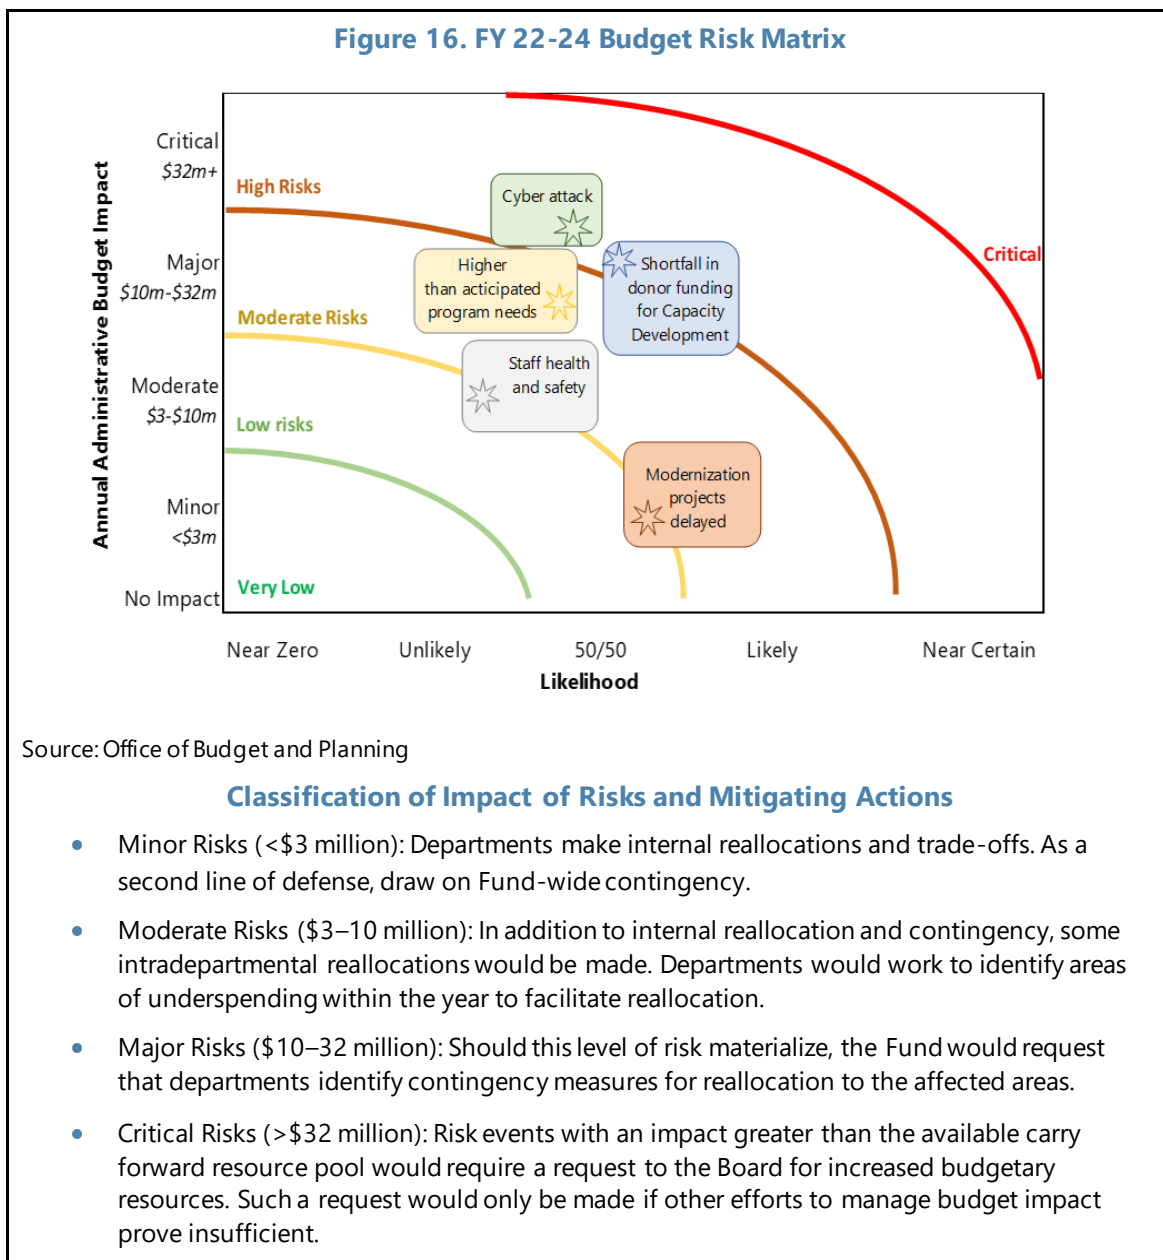 Figure 16. FY 22-24 Budget Risk Matrix
Annual Administrative Budget Impact
Critical
$32m+
Major
$10m-$32m
Moderate
$3-$10m
Minor
<$3m
No Impact
High Risks
Moderate Risks
Low risks
Very Low
Critical
Cyber attack
Higher
than acticipated
program needs
Shortfall in
donor funding
for Capacity
Development
Staff health
and safety
Modernization
projects
delayed
Near Zero
Unlikely
50/50
Likely
Near Certain
Likelihood
Source: Office of Budget and Planning
Classification of Impact of Risks and Mitigating Actions
• Minor Risks (<$3 million): Departments make internal reallocations and trade-offs. As a
second line of defense, draw on Fund-wide contingency.
• Moderate Risks ($3–10 million): In addition to internal reallocation and contingency, some
intradepartmental reallocations would be made. Departments would work to identify areas
of underspending within the year to facilitate reallocation.
• Major Risks ($10–32 million): Should this level of risk materialize, the Fund would request
that departments identify contingency measures for reallocation to the affected areas.
• Critical Risks (>$32 million): Risk events with an impact greater than the available carry
forward resource pool would require a request to the Board for increased budgetary
resources. Such a request would only be made if other efforts to manage budget impact
prove insufficient.